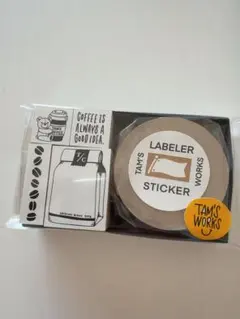 COFFEE IS
ALWAYS A
GOOD IDEA.
LABELER
TAM'S
WORKS
STICKER
TAM'S
WORKS